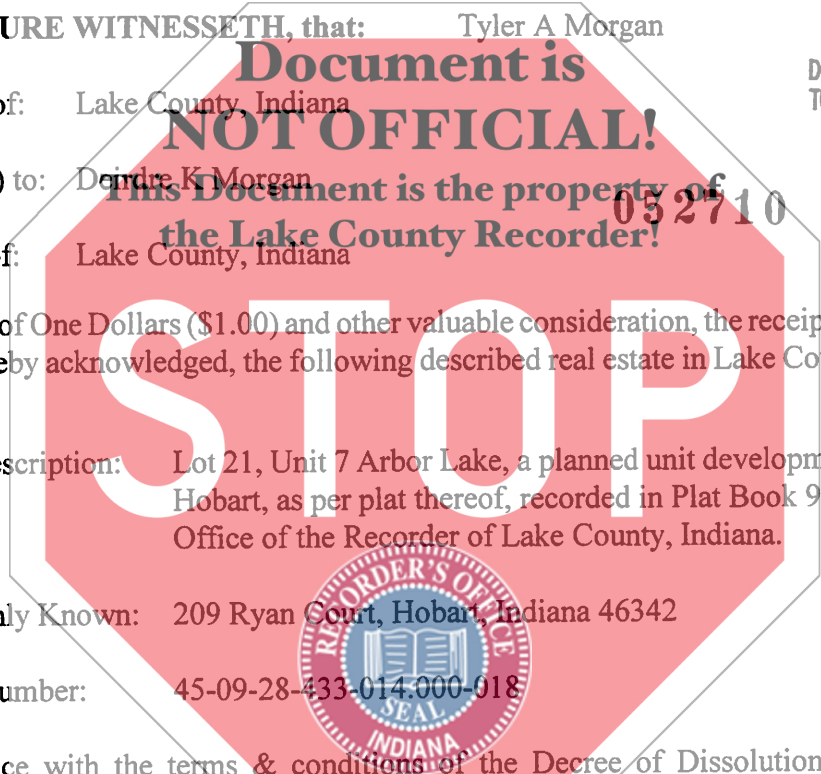 URE WITNESSETH, that: Tyler A Morgan
Document is
D
of: Lake County, Indiana
NOT OFFICIAL!
) to: Deirdre K Morgan
This Document is the property of
052710
the Lake County Recorder!
f: Lake County, Indiana
of One Dollars ($1.00) and other valuable consideration, the receip
eby acknowledged, the following described real estate in Lake Co
STOP
scription: Lot 21, Unit 7 Arbor Lake, a planned unit developm
Hobart, as per plat thereof, recorded in Plat Book 9
Office of the Recorder of Lake County, Indiana.
RECORDER'S OFFICE
ly Known: 209 Ryan Court, Hobart, Indiana 46342
umber: 45-09-28-433-014.000-018
SEAL
INDIANA
ce with the terms & conditions of the Decree of Dissolution